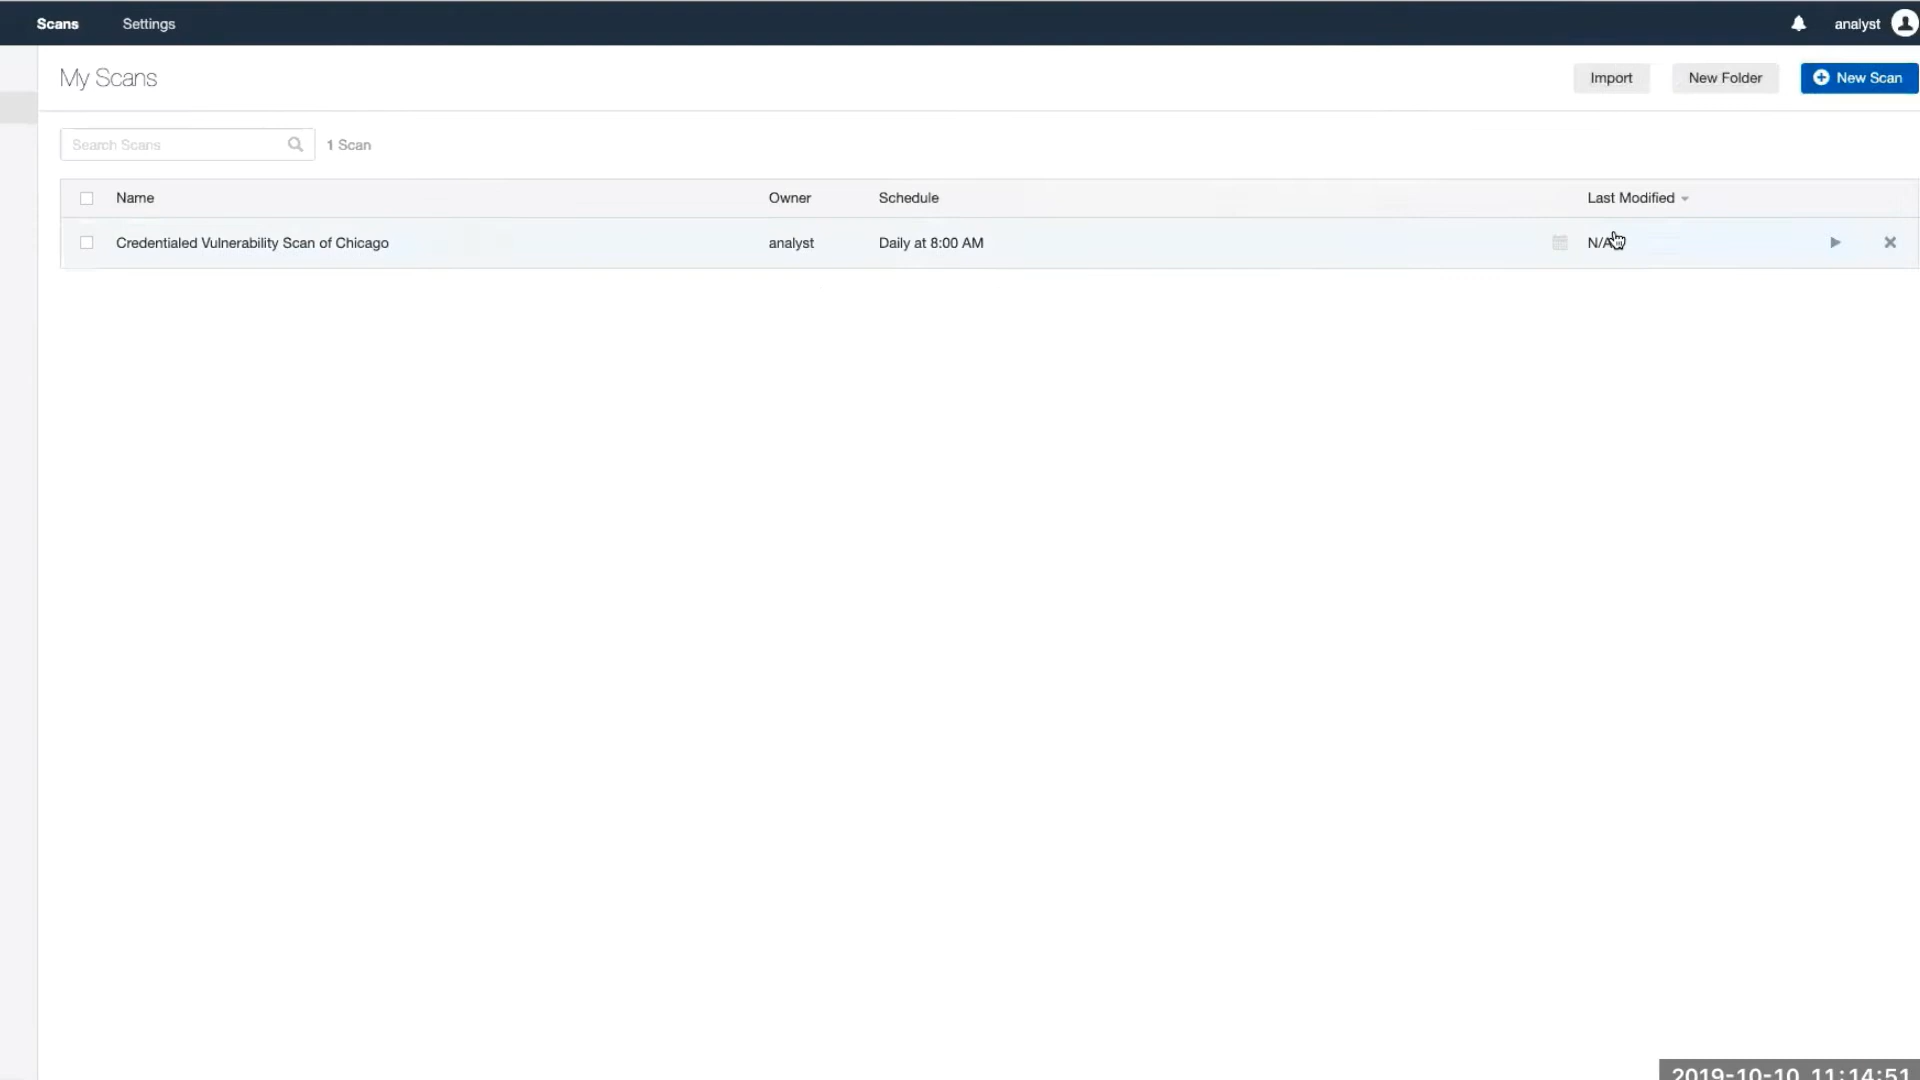 Scans Settings analyst
My Scans Import New Folder New Scan
Search Scans 1 Scan
Name Owner Schedule Last Modified
Credentialed Vulnerability Scan of Chicago analyst Daily at 8:00 AM N/A
2019-10-10 11:14:51